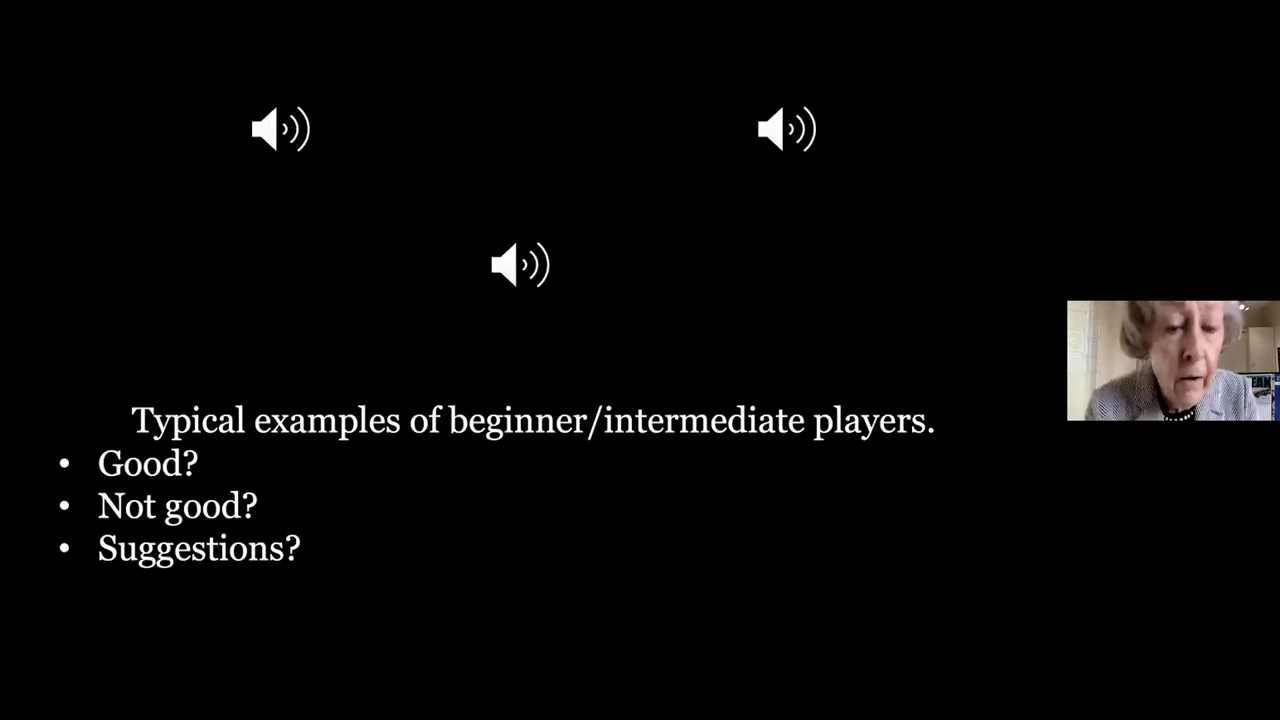 Typical examples of beginner/intermediate players.
• Good?
• Not good?
• Suggestions?